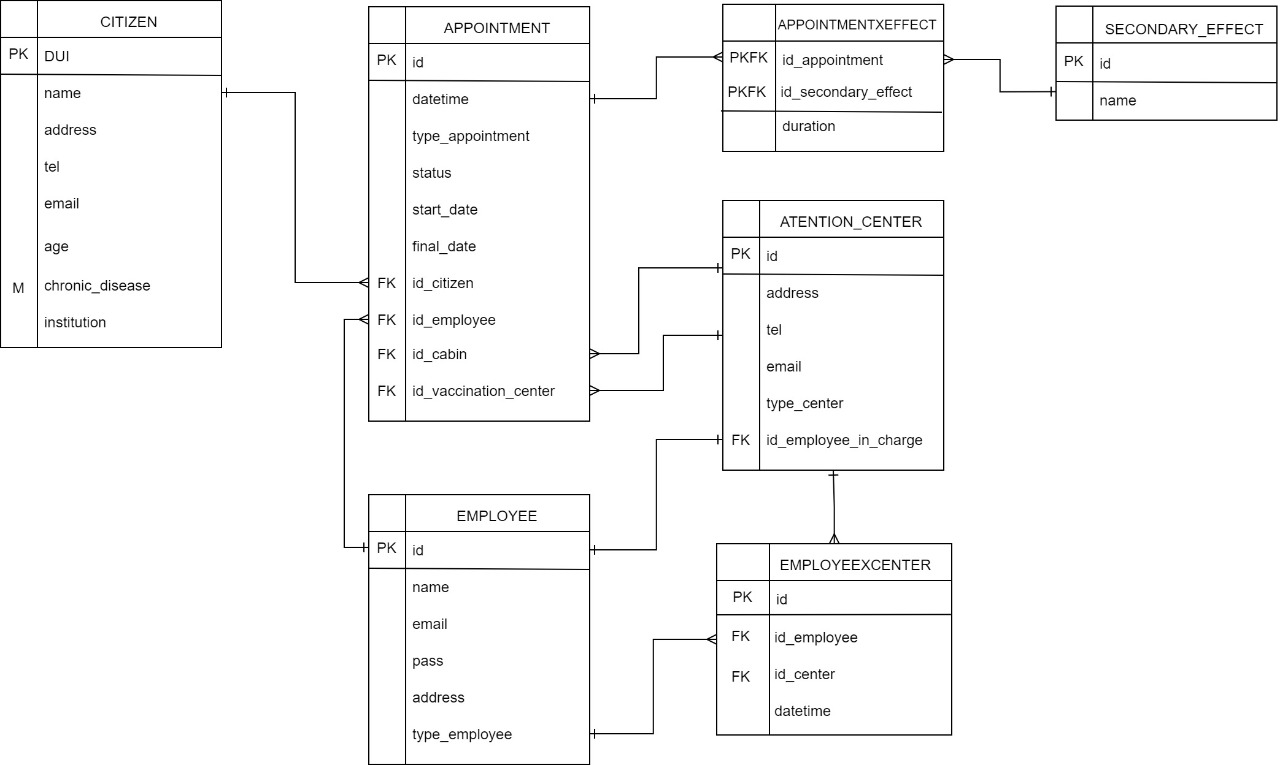 CITIZEN
PK DUI
name
address
tel
email
age
M chronic_disease
institution
APPOINTMENT
PK id
datetime
type_appointment
status
start_date
final_date
FK id_citizen
FK id_employee
FK id_cabin
FK id_vaccination_center
APPOINTMENTXEFFECT
PKFK id_appointment
PKFK id_secondary_effect
duration
SECONDARY_EFFECT
PK id
name
ATENTION_CENTER
PK id
address
tel
email
type_center
FK id_employee_in_charge
EMPLOYEE
PK id
name
email
pass
address
type_employee
EMPLOYEEXCENTER
PK id
FK id_employee
FK id_center
datetime